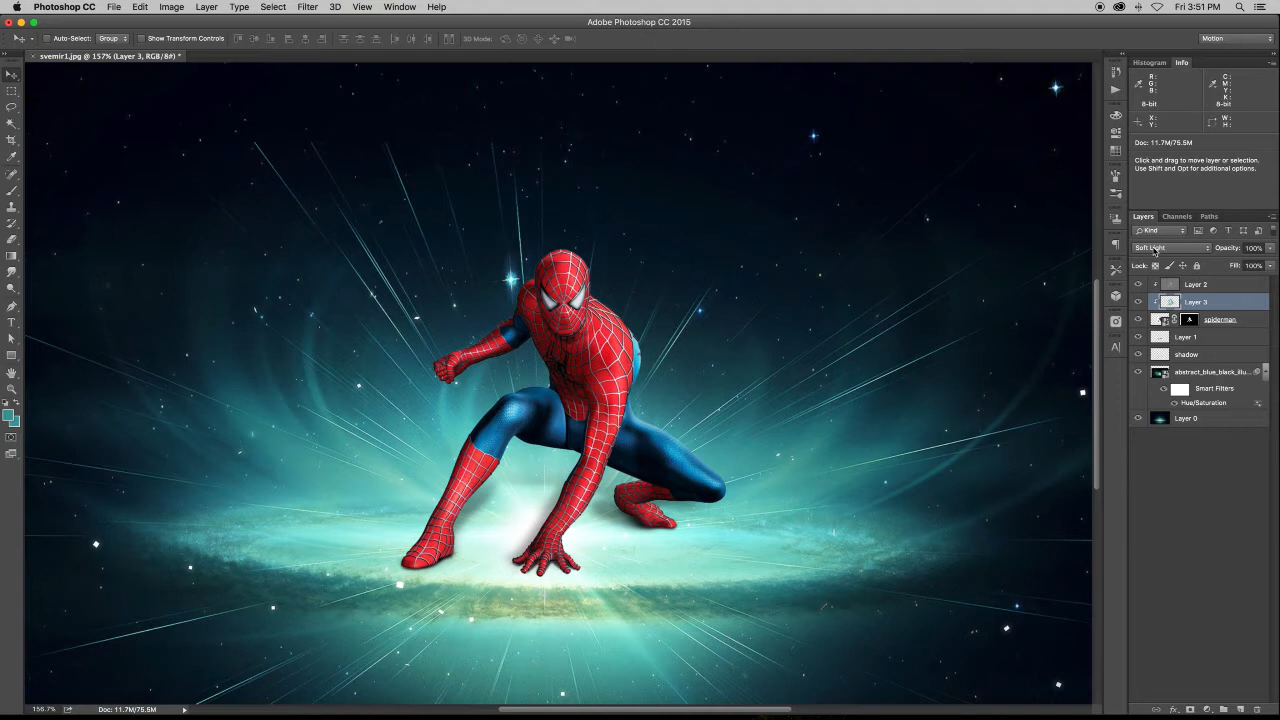 Photoshop CC File Edit Image Layer Type Select Filter 3D View Window Help Fri 3:51 PM
Adobe Photoshop CC 2015
Auto-Select: Group Show Transform Controls 3D Mode: Motion
svemir1.jpg @ 157% (Layer 3, RGB/8#) *
Histogram Info
R: C:
G: M:
B: Y:
K:
8-bit 8-bit
X: W:
Y: H:
Doc: 11.7M/75.5M
Click and drag to move layer or selection.
Use Shift and Opt for additional options.
Layers Channels Paths
Kind
Soft Light Opacity: 100%
Lock: Fill: 100%
Layer 2
Layer 3
spiderman
Layer 1
shadow
abstract_blue_black_illu...
Smart Filters
Hue/Saturation
Layer 0
156.7% Doc: 11.7M/75.5M